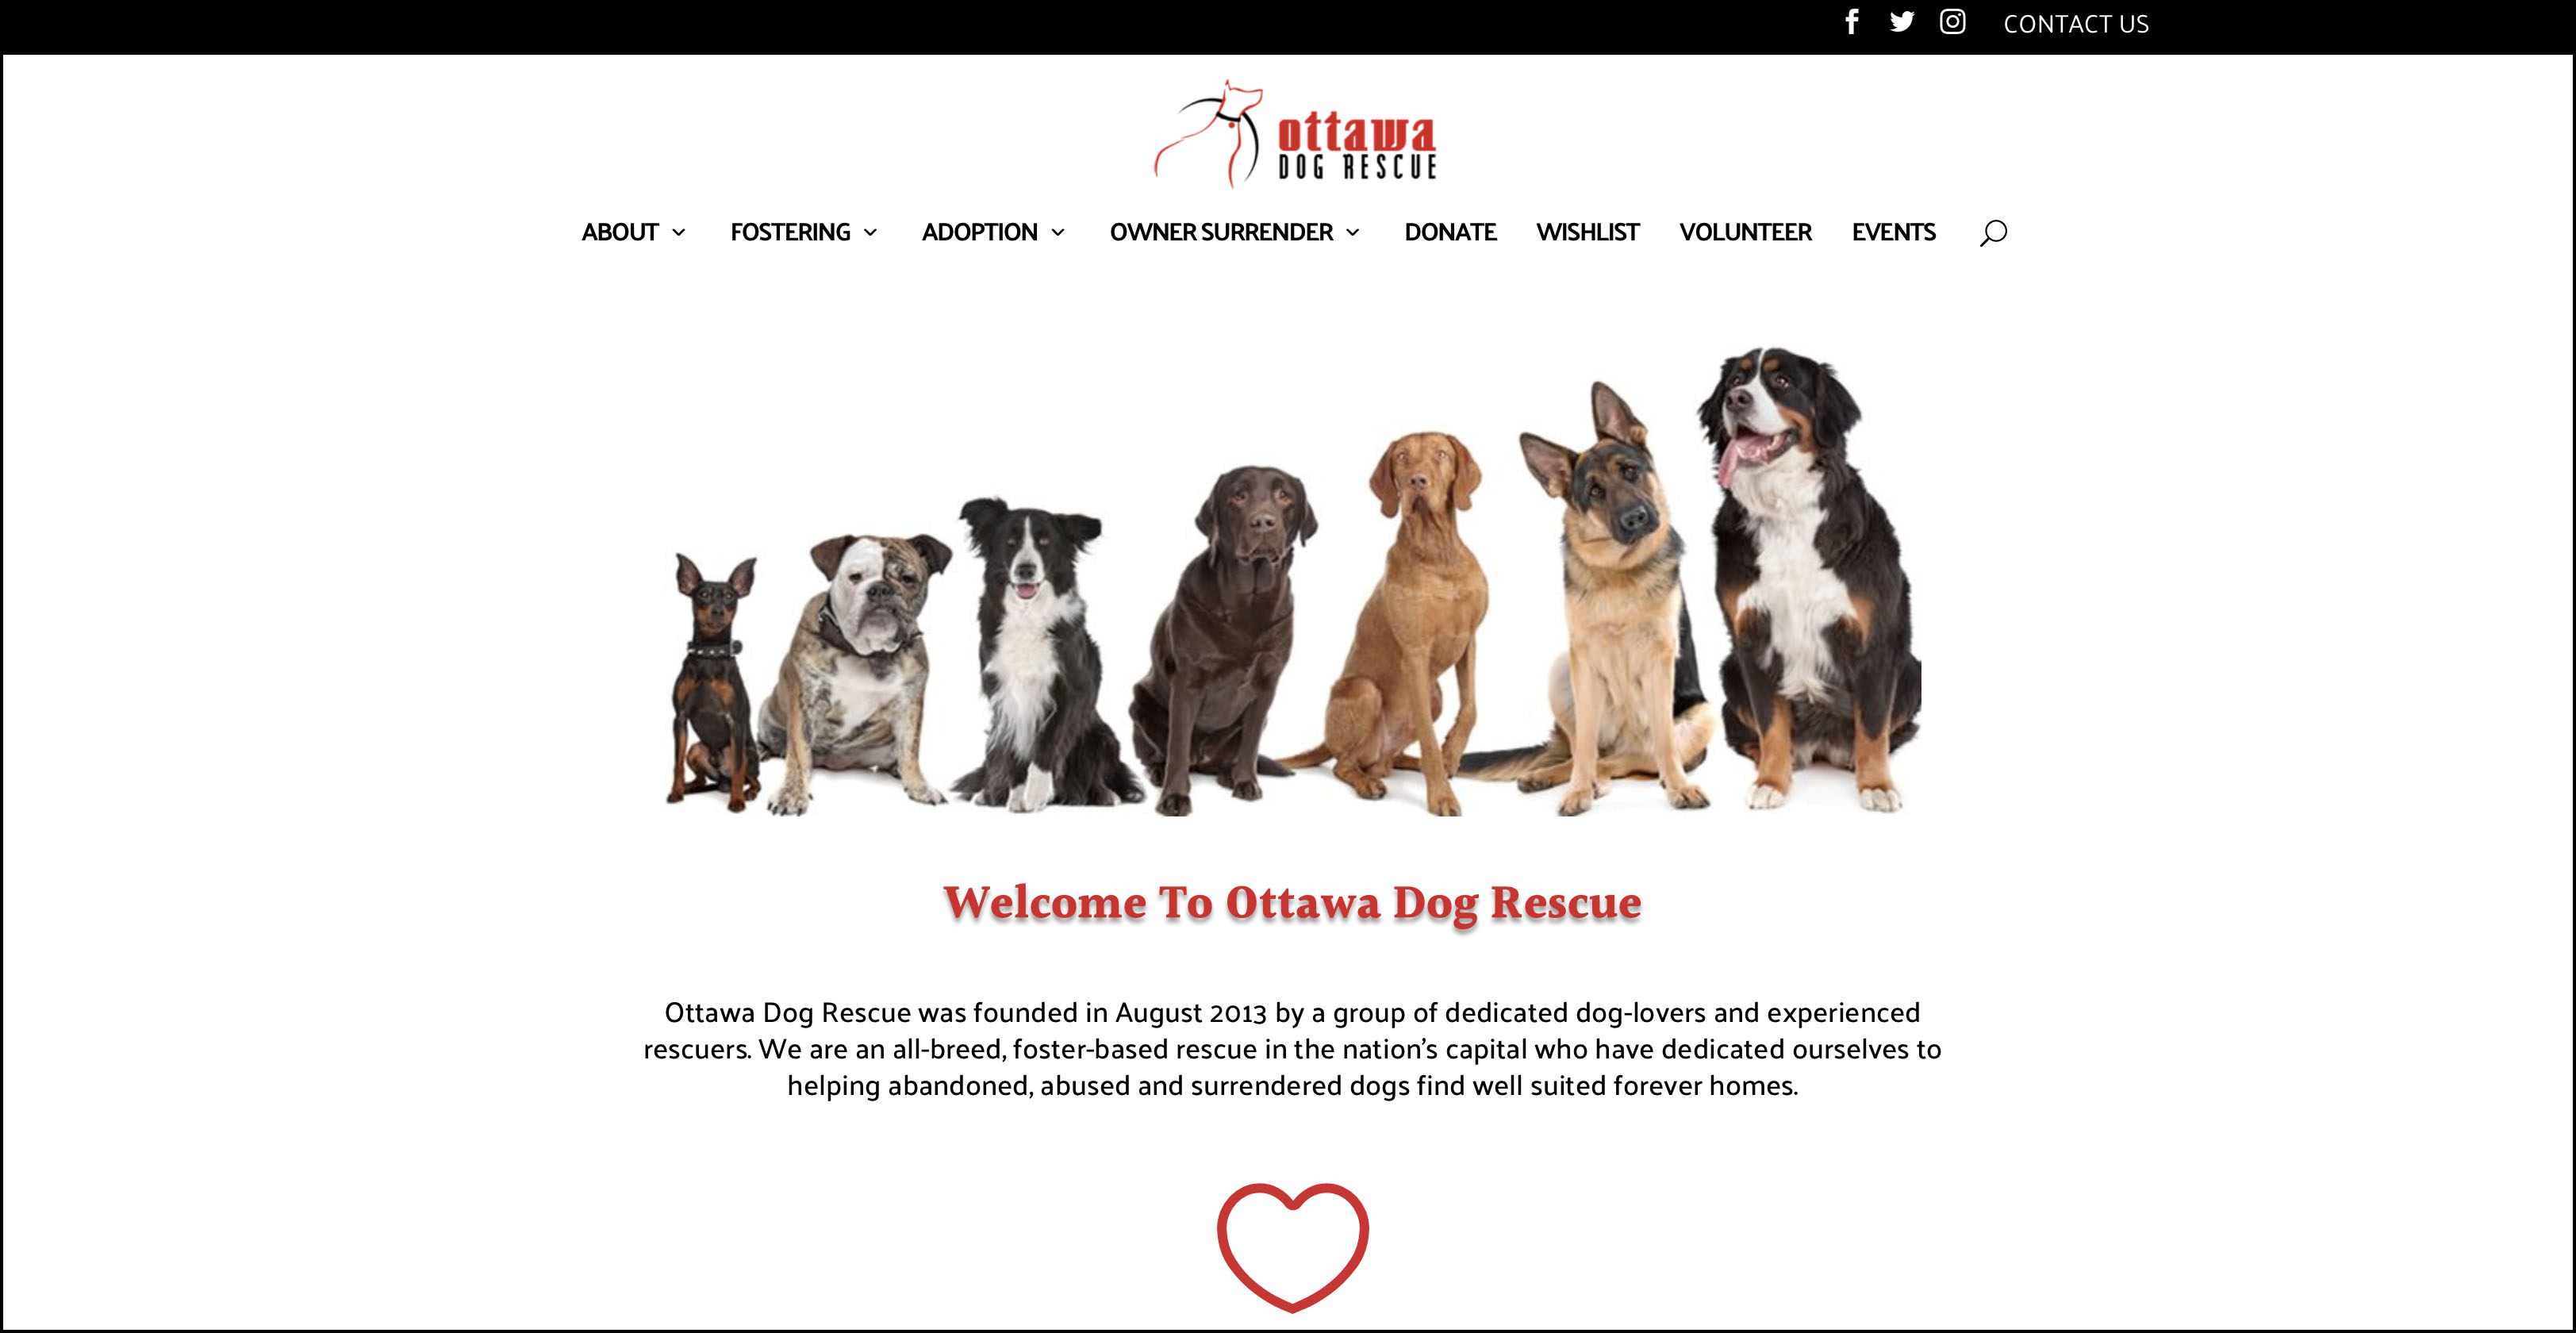 CONTACT US
ottawa
DOG RESCUE
ABOUT FOSTERING ADOPTION OWNER SURRENDER DONATE WISHLIST VOLUNTEER EVENTS
Welcome To Ottawa Dog Rescue
Ottawa Dog Rescue was founded in August 2013 by a group of dedicated dog-lovers and experienced
rescuers. We are an all-breed, foster-based rescue in the nation’s capital who have dedicated ourselves to
helping abandoned, abused and surrendered dogs find well suited forever homes.